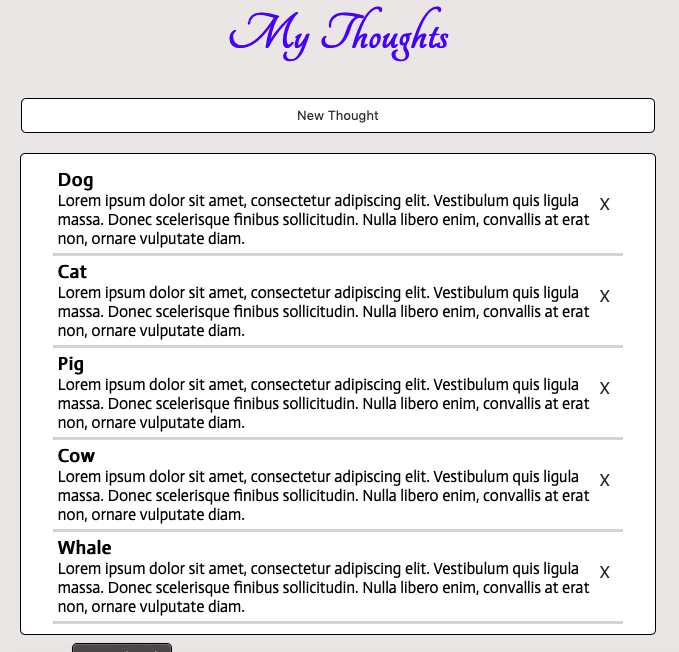 My Thoughts
New Thought
Dog
Lorem ipsum dolor sit amet, consectetur adipiscing elit. Vestibulum quis ligula
massa. Donec scelerisque finibus sollicitudin. Nulla libero enim, convallis at erat
non, ornare vulputate diam.
X
Cat
Lorem ipsum dolor sit amet, consectetur adipiscing elit. Vestibulum quis ligula
massa. Donec scelerisque finibus sollicitudin. Nulla libero enim, convallis at erat
non, ornare vulputate diam.
X
Pig
Lorem ipsum dolor sit amet, consectetur adipiscing elit. Vestibulum quis ligula
massa. Donec scelerisque finibus sollicitudin. Nulla libero enim, convallis at erat
non, ornare vulputate diam.
X
Cow
Lorem ipsum dolor sit amet, consectetur adipiscing elit. Vestibulum quis ligula
massa. Donec scelerisque finibus sollicitudin. Nulla libero enim, convallis at erat
non, ornare vulputate diam.
X
Whale
Lorem ipsum dolor sit amet, consectetur adipiscing elit. Vestibulum quis ligula
massa. Donec scelerisque finibus sollicitudin. Nulla libero enim, convallis at erat
non, ornare vulputate diam.
X